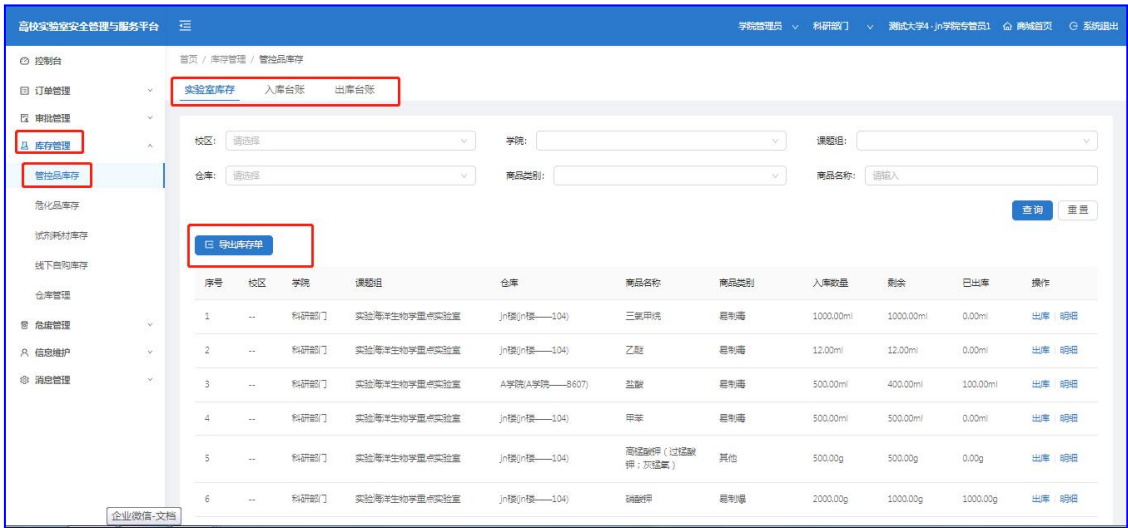 高校实验室安全管理与服务平台
学院管理员 科研部门 测试大学4 - jn学院专管员1 商城首页 系统退出
控制台
订单管理
审批管理
库存管理
管控品库存
危化品库存
试剂耗材库存
线下自购库存
仓库管理
危废管理
信息维护
消息管理
首页 / 库存管理 / 管控品库存
实验室库存 入库台账 出库台账
校区: 请选择 学院: 课题组:
仓库: 请选择 商品类别: 商品名称: 请输入
查询 重置
导出库存单
序号 校区 学院 课题组 仓库 商品名称 商品类别 入库数量 剩余 已出库 操作
1 -- 科研部门 实验海洋生物学重点实验室 jn楼(jn楼——104) 三氯甲烷 易制毒 1000.00ml 1000.00ml 0.00ml 出库 明细
2 -- 科研部门 实验海洋生物学重点实验室 jn楼(jn楼——104) 乙醚 易制毒 12.00ml 12.00ml 0.00ml 出库 明细
3 -- 科研部门 实验海洋生物学重点实验室 A学院(A学院——B607) 盐酸 易制毒 500.00ml 400.00ml 100.00ml 出库 明细
4 -- 科研部门 实验海洋生物学重点实验室 jn楼(jn楼——104) 甲苯 易制毒 500.00ml 500.00ml 0.00ml 出库 明细
5 -- 科研部门 实验海洋生物学重点实验室 jn楼(jn楼——104) 高锰酸钾(过锰酸钾;灰锰氧) 其他 500.00g 500.00g 0.00g 出库 明细
6 -- 科研部门 实验海洋生物学重点实验室 jn楼(jn楼——104) 硝酸钾 易制爆 2000.00g 1000.00g 1000.00g 出库 明细
企业微信-文档